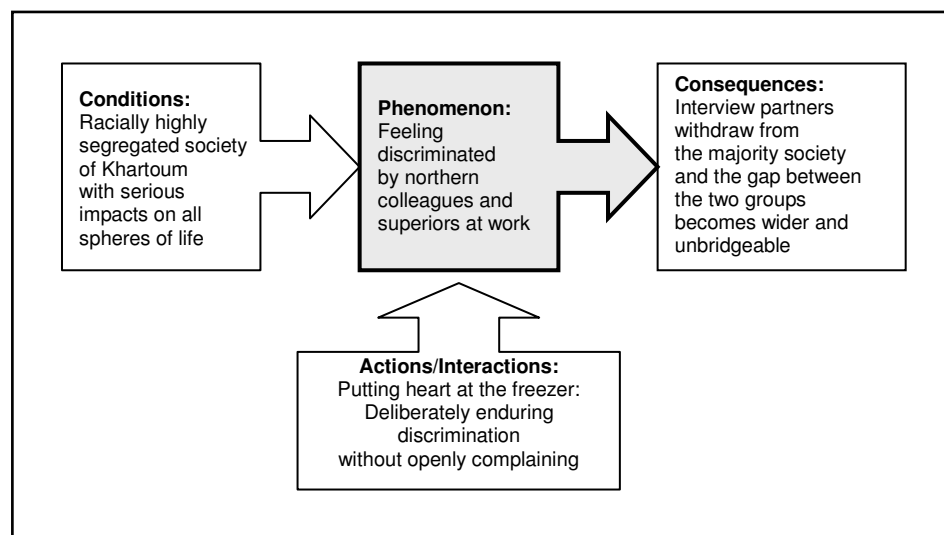 Conditions:
Racially highly
segregated society
of Khartoum
with serious
impacts on all
spheres of life
Phenomenon:
Feeling
discriminated
by northern
colleagues and
superiors at work
Consequences:
Interview partners
withdraw from
the majority society
and the gap between
the two groups
becomes wider and
unbridgeable
Actions/Interactions:
Putting heart at the freezer:
Deliberately enduring
discrimination
without openly complaining